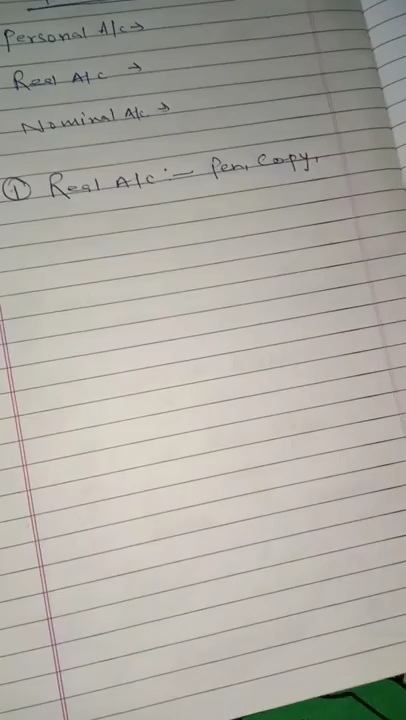 Personal A/c →
Real A/c →
Nominal A/c →
① Real A/c :— Pen, Copy,